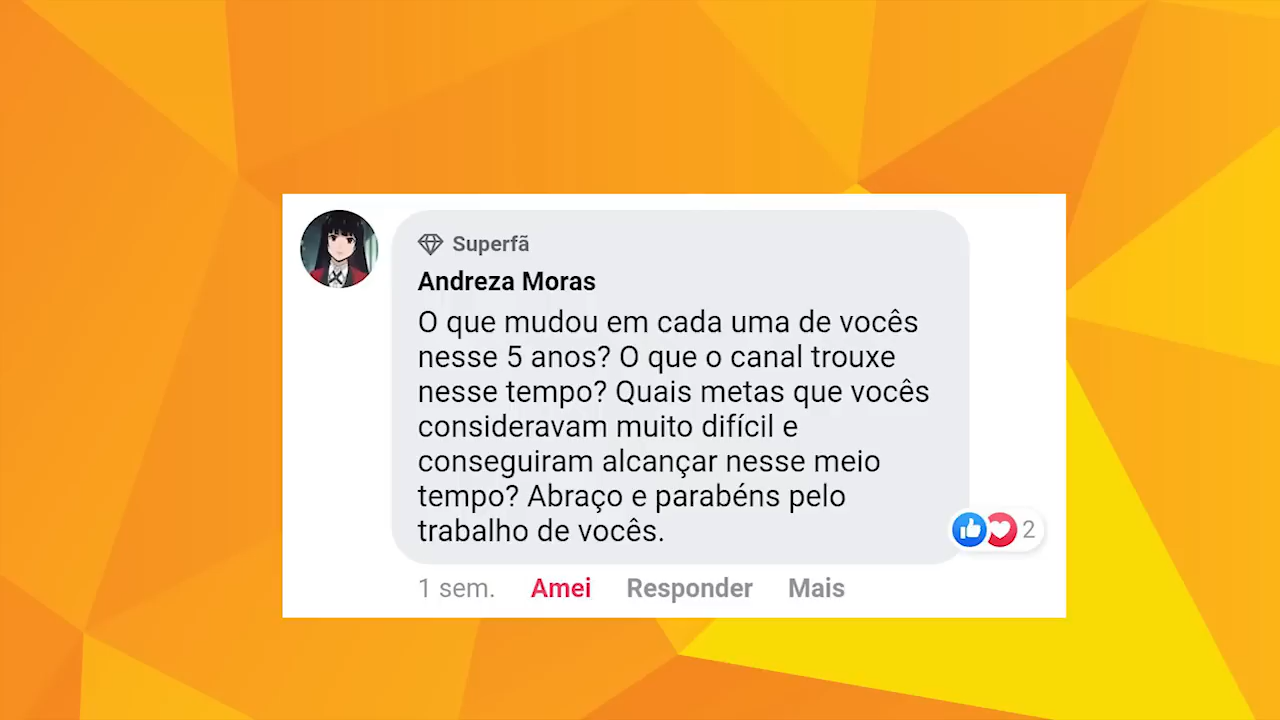 Superfã
Andreza Moras
O que mudou em cada uma de vocês
nesse 5 anos? O que o canal trouxe
nesse tempo? Quais metas que vocês
consideravam muito difícil e
conseguiram alcançar nesse meio
tempo? Abraço e parabéns pelo
trabalho de vocês.
2
1 sem. Amei Responder Mais